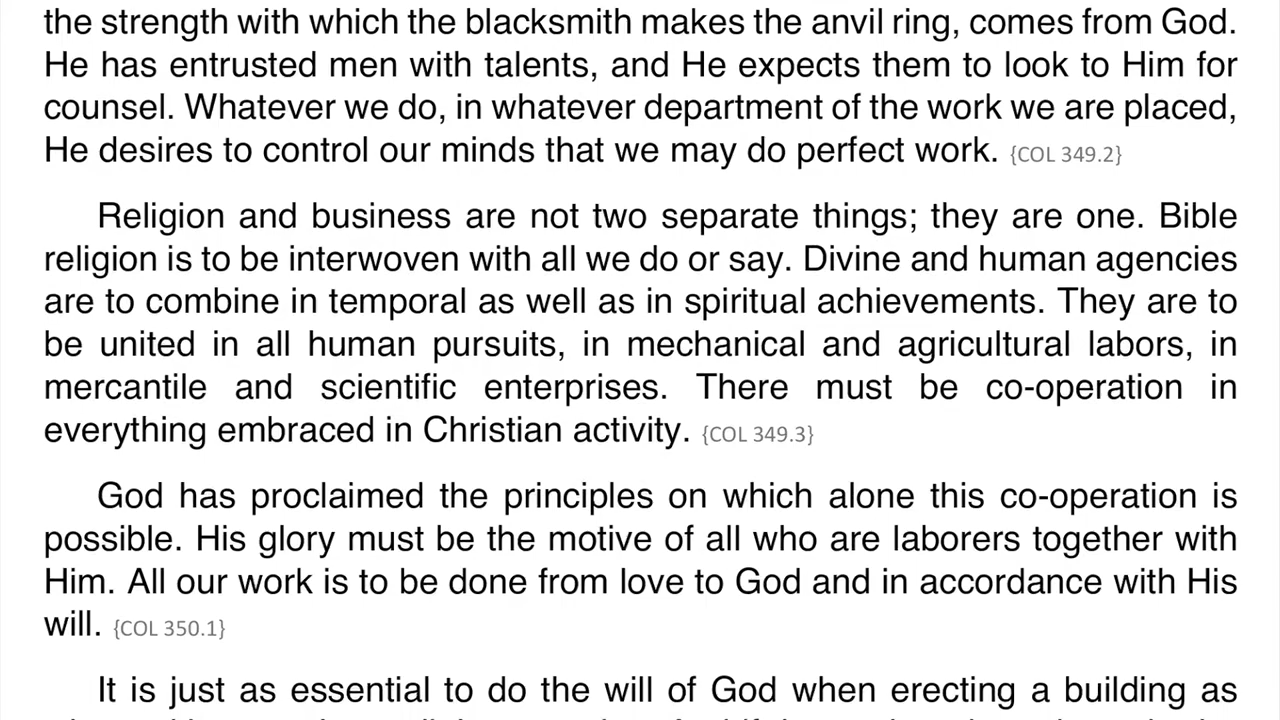 the strength with which the blacksmith makes the anvil ring, comes from God.
He has entrusted men with talents, and He expects them to look to Him for
counsel. Whatever we do, in whatever department of the work we are placed,
He desires to control our minds that we may do perfect work. {COL 349.2}
Religion and business are not two separate things; they are one. Bible
religion is to be interwoven with all we do or say. Divine and human agencies
are to combine in temporal as well as in spiritual achievements. They are to
be united in all human pursuits, in mechanical and agricultural labors, in
mercantile and scientific enterprises. There must be co-operation in
everything embraced in Christian activity. {COL 349.3}
God has proclaimed the principles on which alone this co-operation is
possible. His glory must be the motive of all who are laborers together with
Him. All our work is to be done from love to God and in accordance with His
will. {COL 350.1}
It is just as essential to do the will of God when erecting a building as